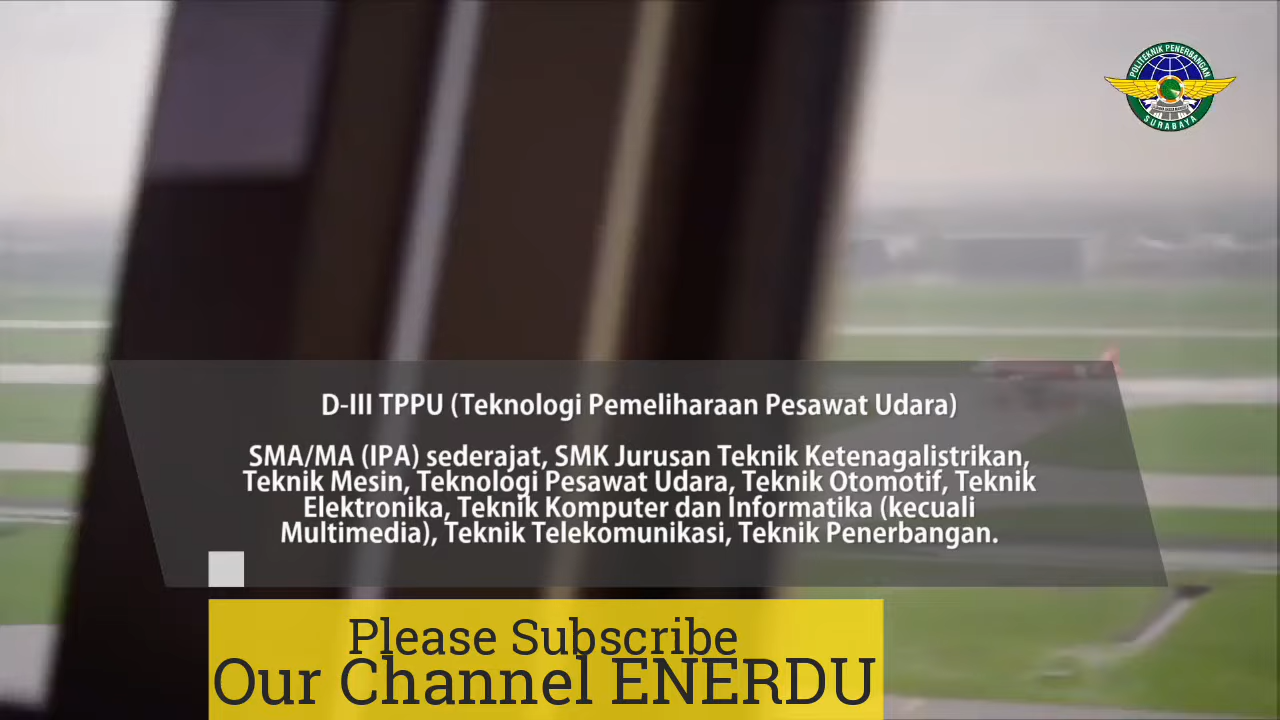 POLITEKNIK PENERBANGAN
SURABAYA
D-III TPPU (Teknologi Pemeliharaan Pesawat Udara)
SMA/MA (IPA) sederajat, SMK Jurusan Teknik Ketenagalistrikan,
Teknik Mesin, Teknologi Pesawat Udara, Teknik Otomotif, Teknik
Elektronika, Teknik Komputer dan Informatika (kecuali
Multimedia), Teknik Telekomunikasi, Teknik Penerbangan.
Please Subscribe
Our Channel ENERDU